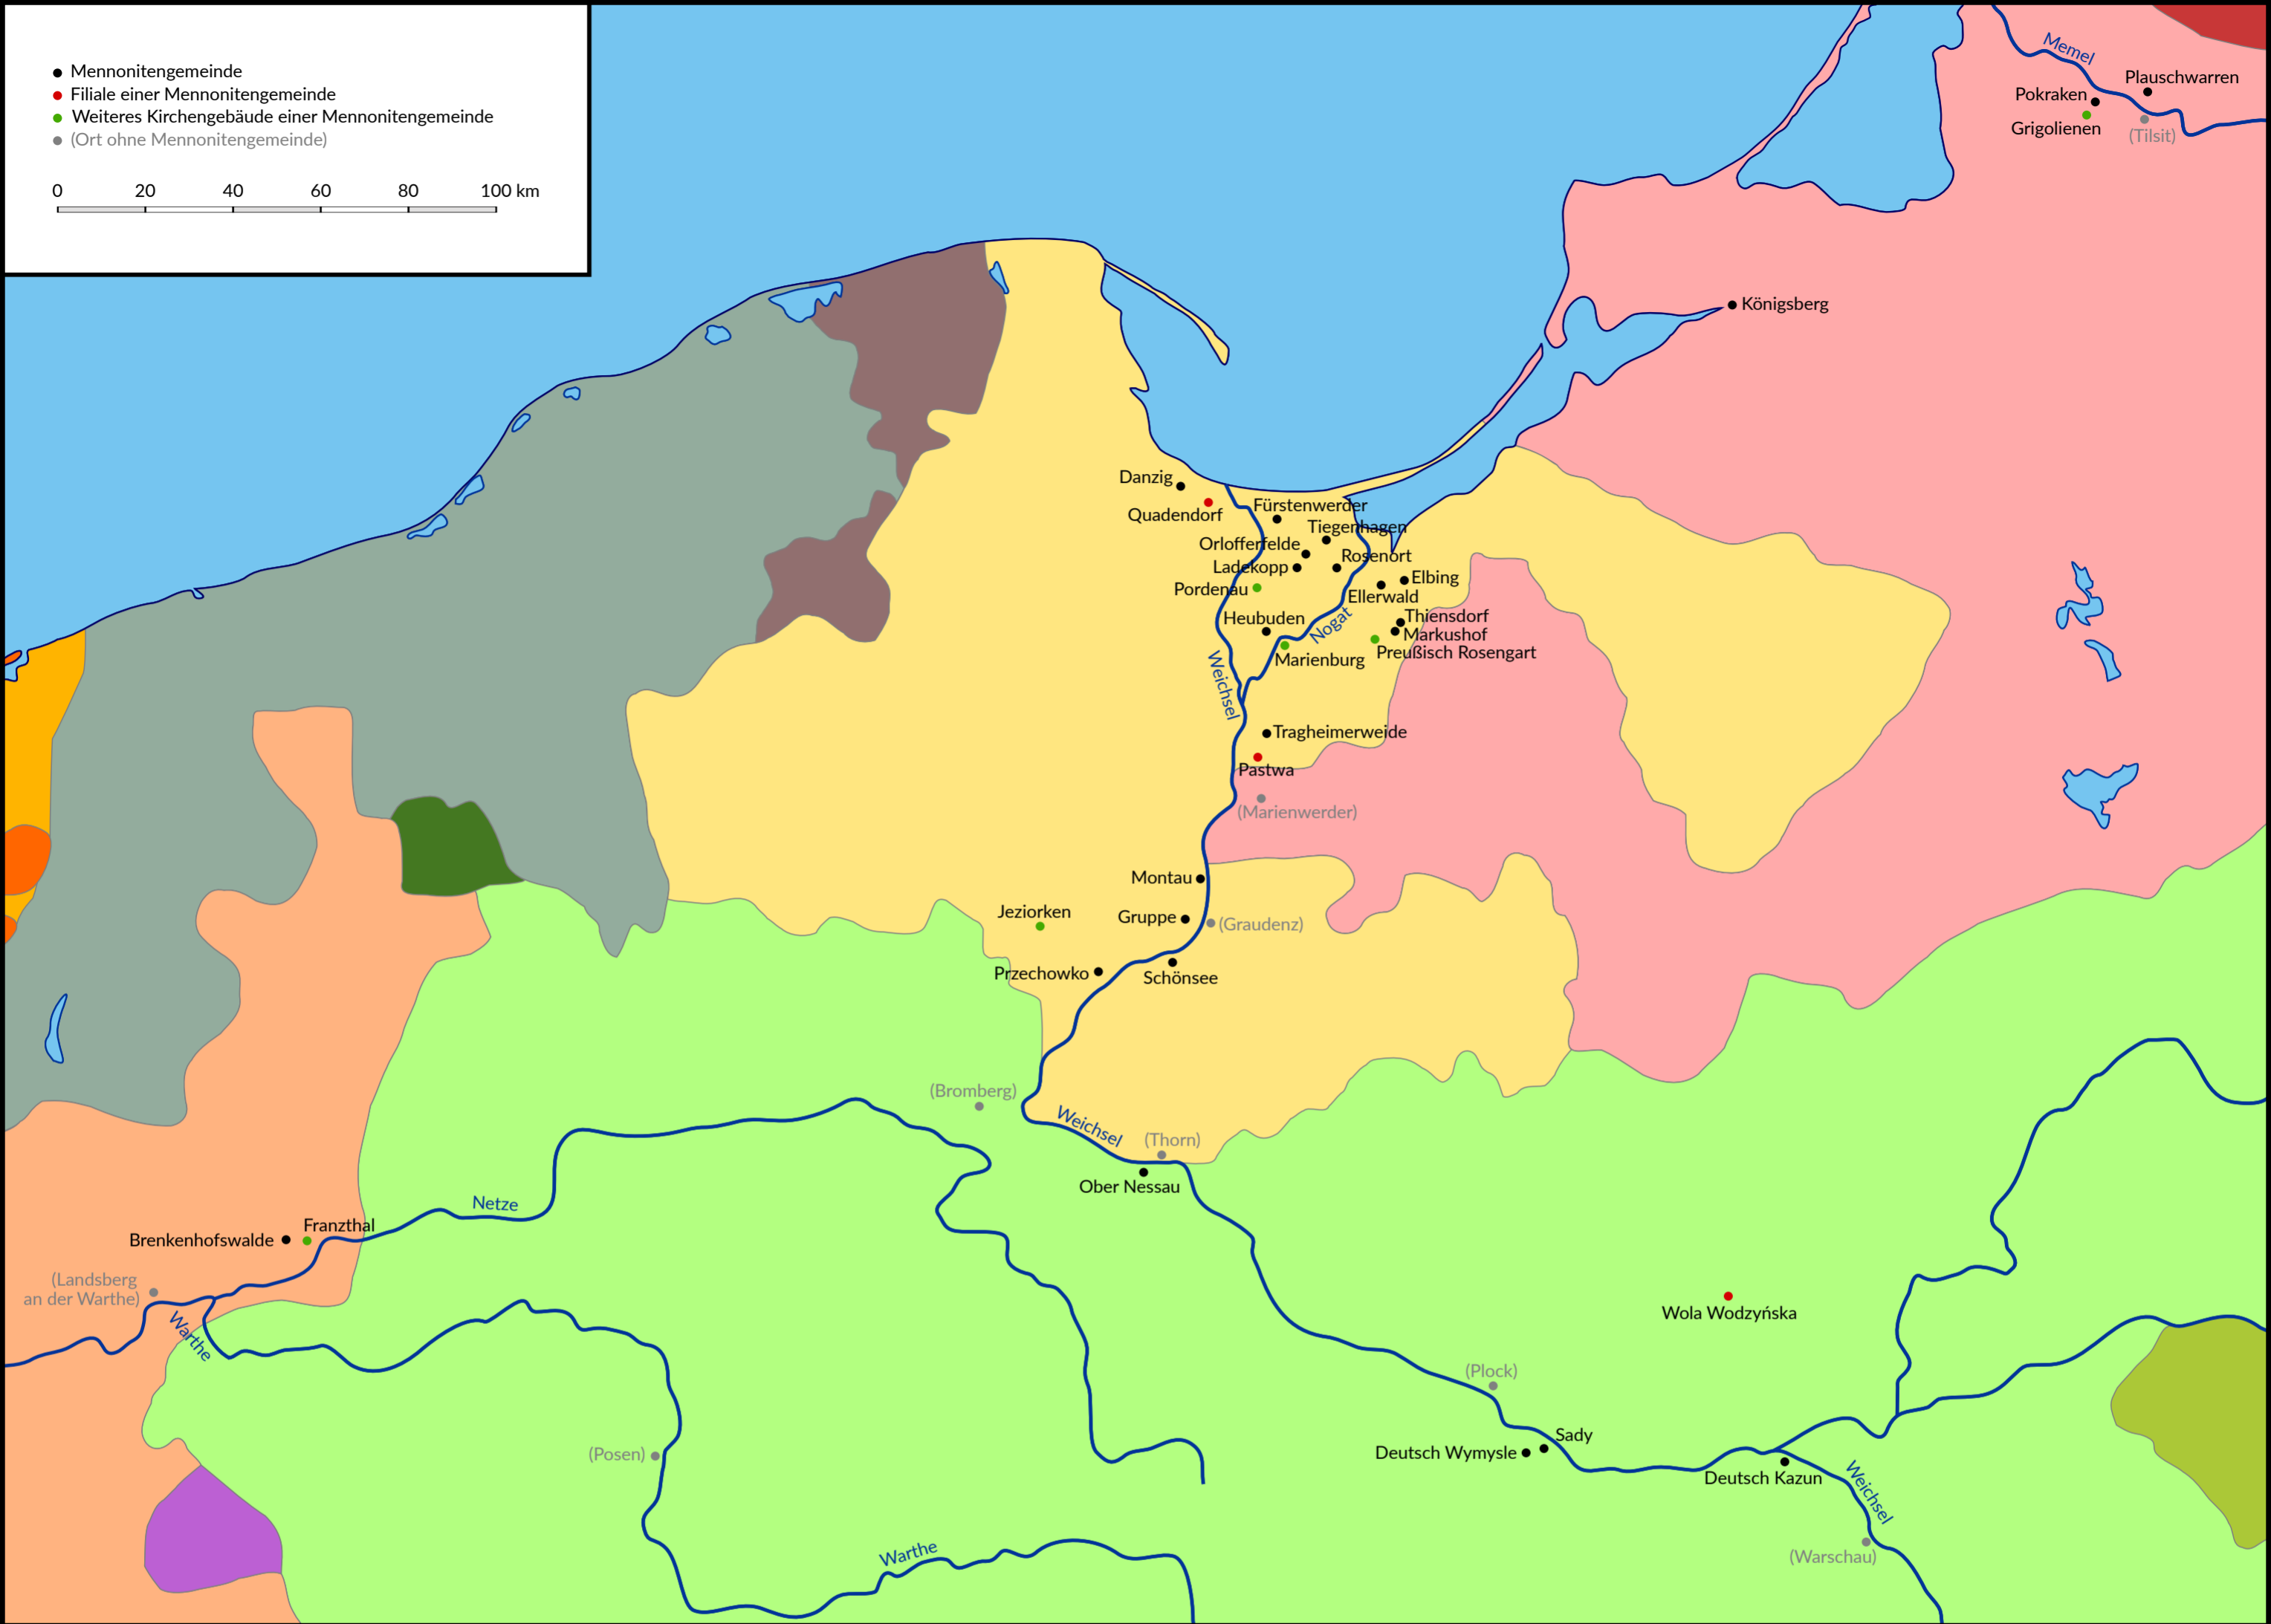 Mennonitengemeinde
Filiale einer Mennonitengemeinde
Weiteres Kirchengebäude einer Mennonitengemeinde
(Ort ohne Mennonitengemeinde)
0 20 40 60 80 100 km
Memel
Plauschwarren
Pokraken
Grigolienen
(Tilsit)
Königsberg
Danzig
Quadendorf
Fürstenwerder
Tiegenhagen
Orlofferfelde
Rosenort
Ladekopp
Elbing
Pordenau
Ellerwald
Heubuden
Nogat
Thiensdorf
Markushof
Preußisch Rosengart
Marienburg
Weichsel
Tragheimerweide
Pastwa
(Marienwerder)
Montau
Jeziorken
Gruppe
(Graudenz)
Przechowko
Schönsee
(Bromberg)
Weichsel
(Thorn)
Ober Nessau
Netze
Franzthal
Brenkenhofswalde
(Landsberg
an der Warthe)
Warthe
Wola Wodzyńska
(Plock)
Sady
Deutsch Wymysle
(Posen)
Deutsch Kazun
Weichsel
Warthe
(Warschau)